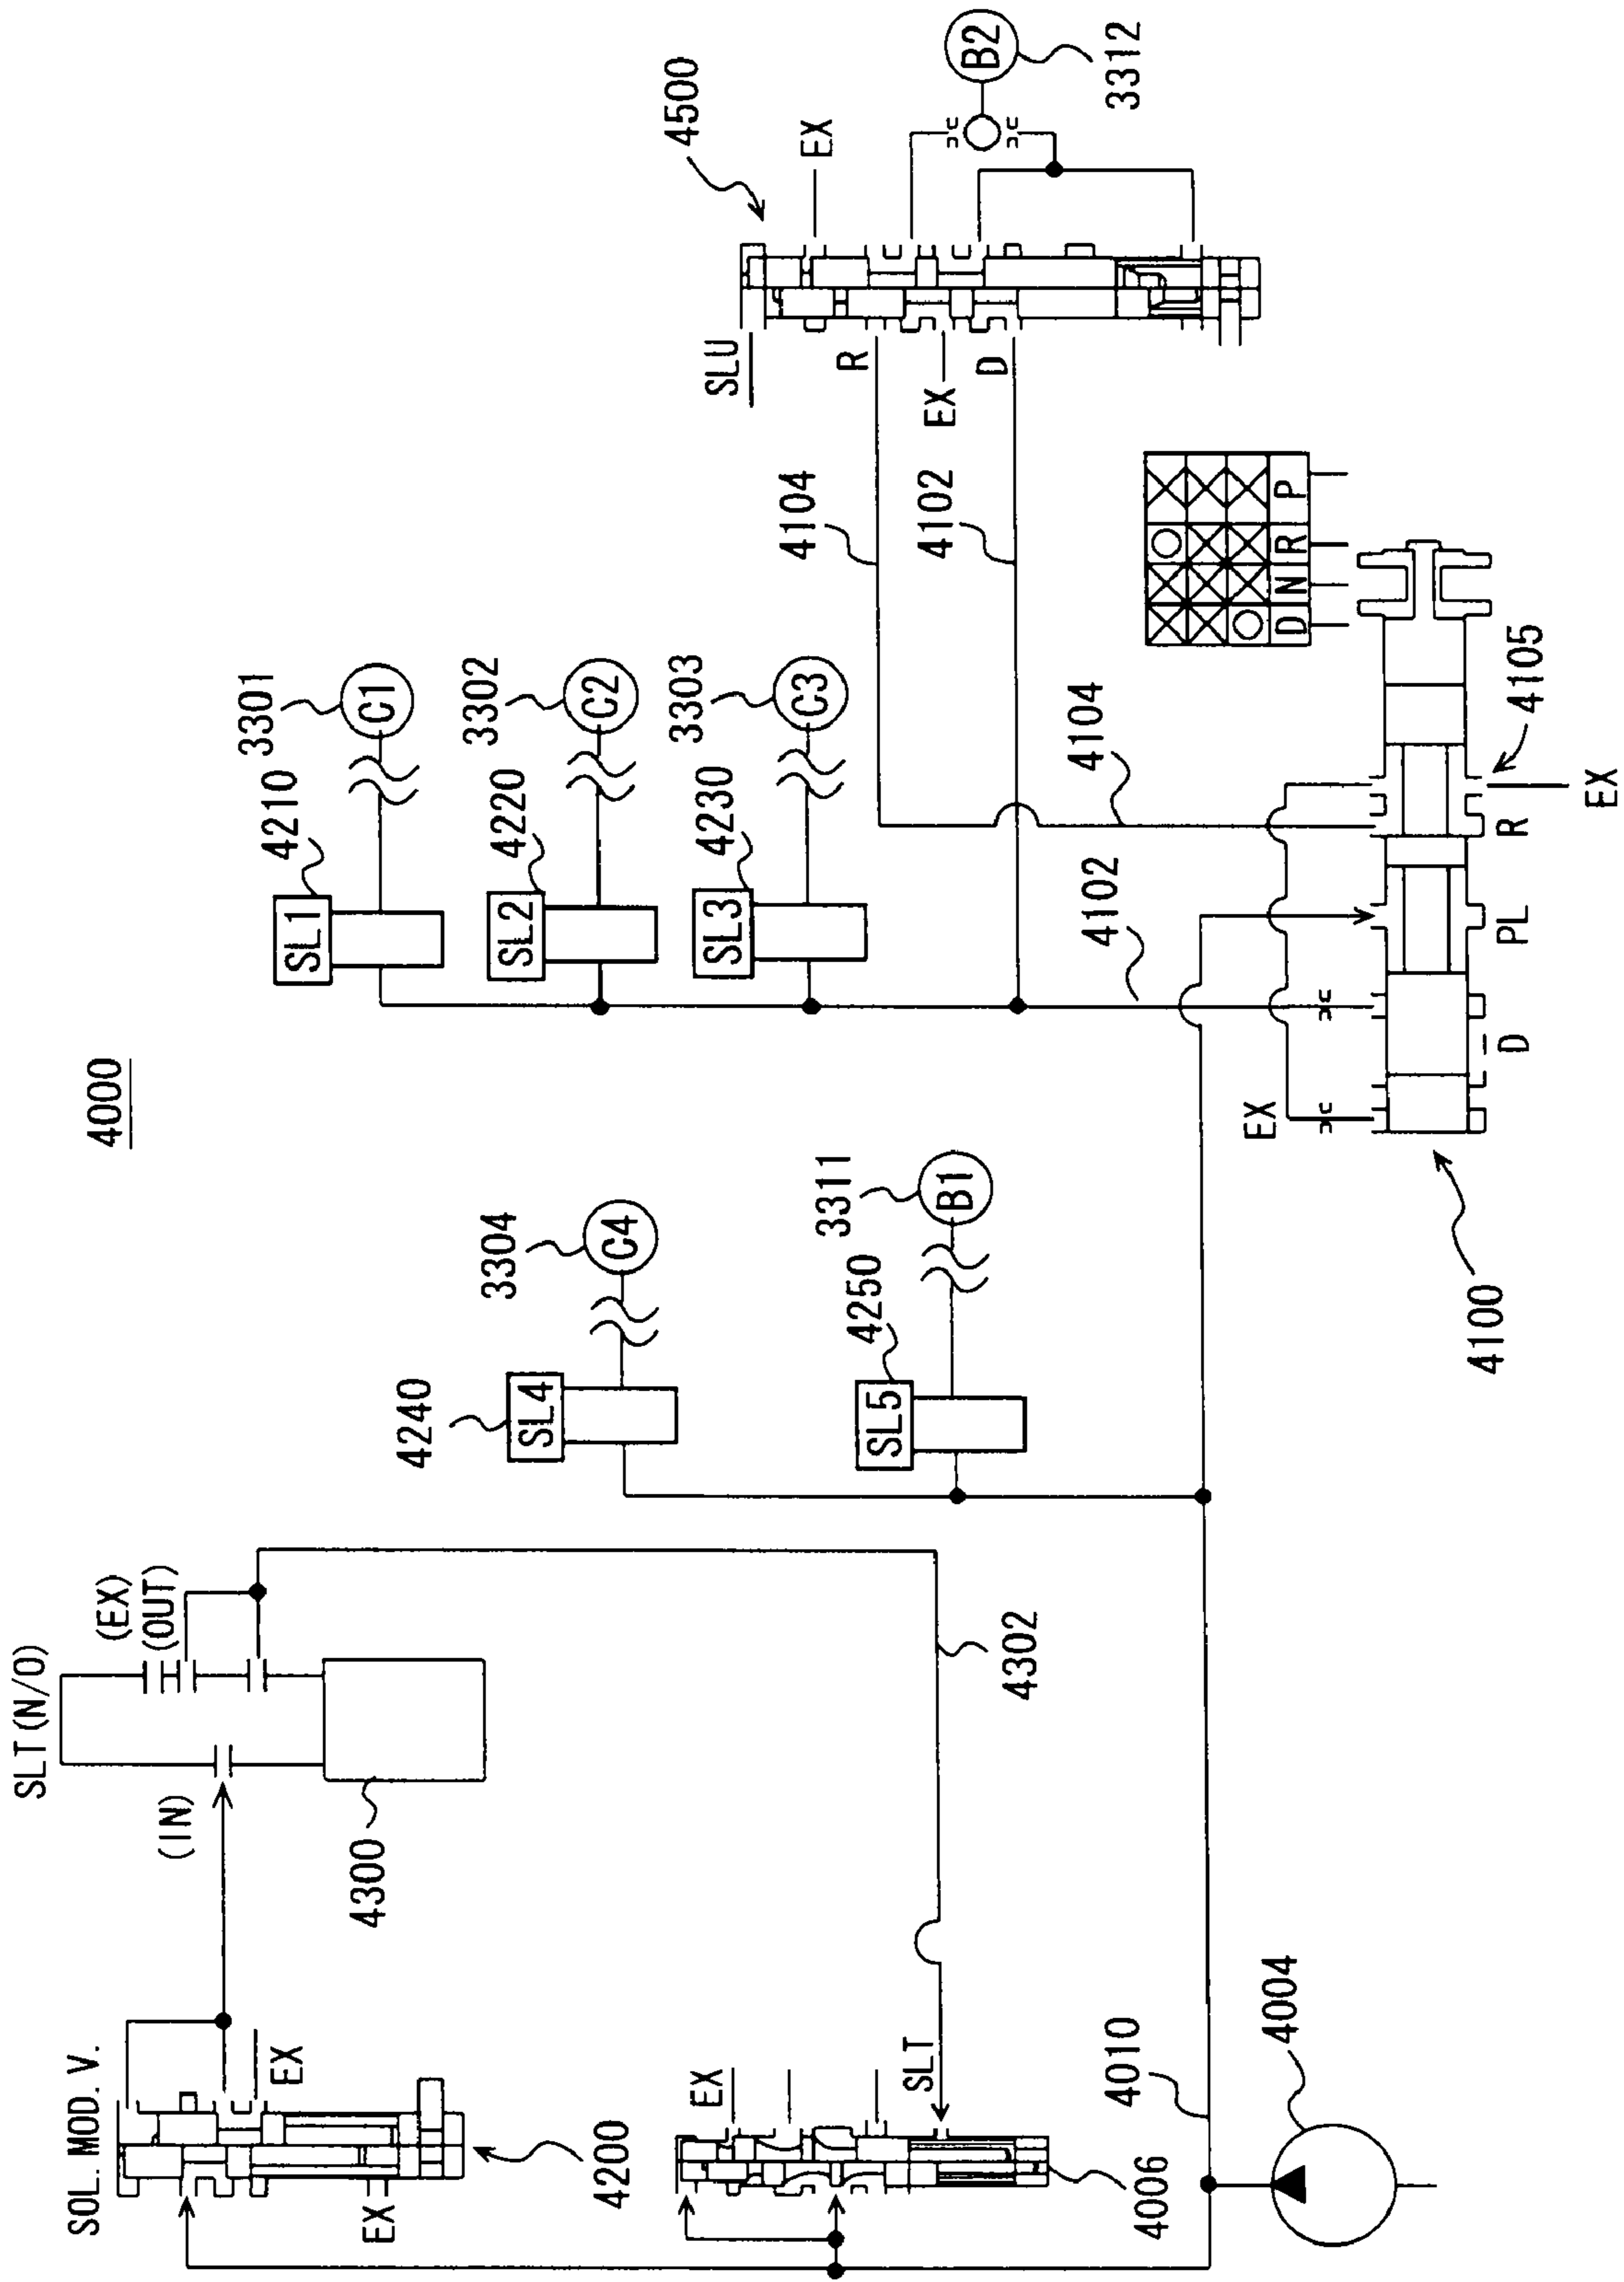 4000
SOL. MOD. V.
EX
EX
4200
SLT (N/O)
(IN)
(EX)
(OUT)
4300
4302
EX
SLT
4006
4010
4004
4240
SL4
3304
C4
4250
SL5
3311
B1
4210
SL1
3301
C1
4220
SL2
3302
C2
4230
SL3
3303
C3
4102
4104
4104
4102
4500
SLU
EX
R
EX
D
B2
3312
D N R P
EX
D
PL
R
EX
4105
4100